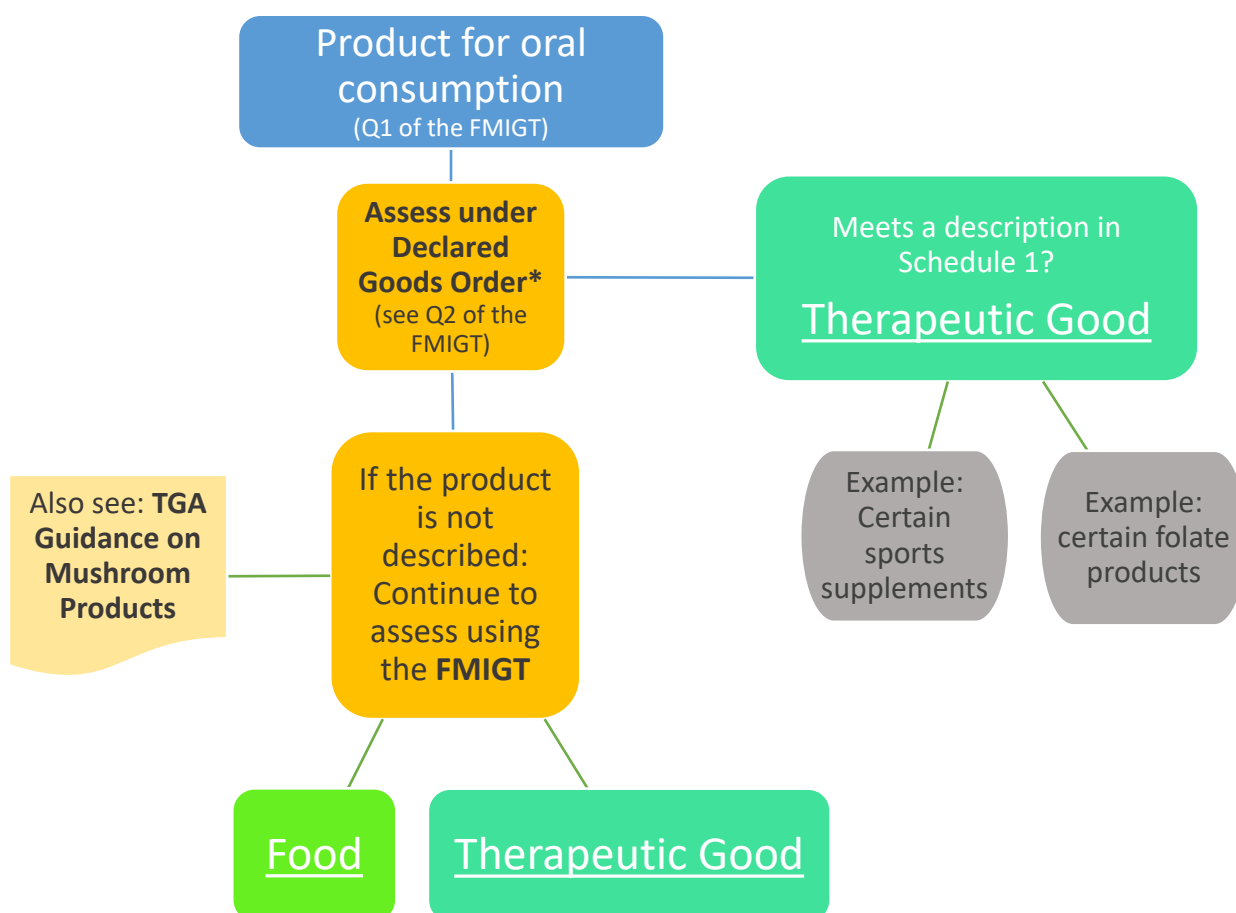 Product for oral
consumption
(Q1 of the FMIGT)
Assess under
Declared
Goods Order*
(see Q2 of the
FMIGT)
Meets a description in
Schedule 1?
Therapeutic Good
Example:
Certain
sports
supplements
Example:
certain folate
products
If the product
is not
described:
Continue to
assess using
the FMIGT
Also see: TGA
Guidance on
Mushroom
Products
Food
Therapeutic Good